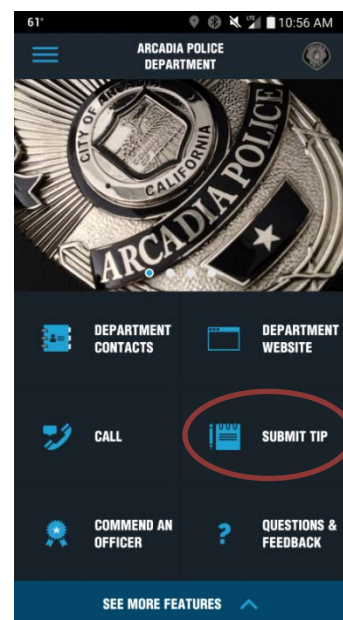 61°
LTE
10:56 AM
ARCADIA POLICE
DEPARTMENT
CITY OF ARCADIA
CALIFORNIA
ARCADIA POLICE
DEPARTMENT
CONTACTS
DEPARTMENT
WEBSITE
CALL
SUBMIT TIP
COMMEND AN
OFFICER
?
QUESTIONS &
FEEDBACK
SEE MORE FEATURES